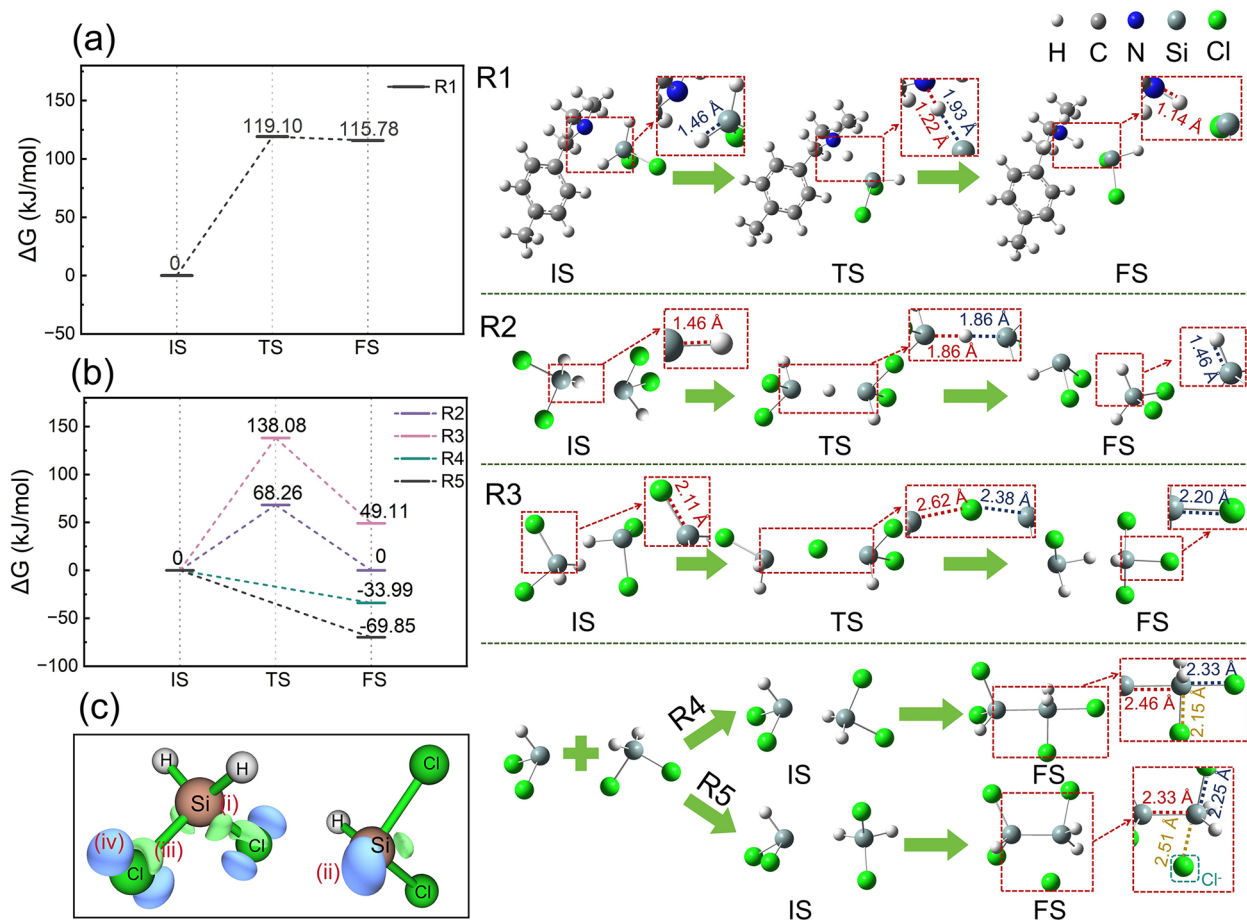 (a)
ΔG (kJ/mol)
150
100
50
0
−50
R1
119.10
115.78
0
IS TS FS
(b)
ΔG (kJ/mol)
150
100
50
0
−50
−100
R2
R3
R4
R5
138.08
68.26
49.11
0
0
-33.99
-69.85
IS TS FS
(c)
H H
Si
(i)
(iv) (iii)
Cl
Cl
Cl
H
Si
(ii)
Cl
H C N Si Cl
R1
1.46 Å
1.93 Å
1.22 Å
1.14 Å
IS TS FS
R2
1.46 Å
1.86 Å
1.86 Å
1.46 Å
IS TS FS
R3
2.11 Å
2.62 Å 2.38 Å
2.20 Å
IS TS FS
R4
2.33 Å
2.46 Å
2.15 Å
IS FS
R5
2.33 Å
2.25 Å
2.51 Å
Cl-
IS FS